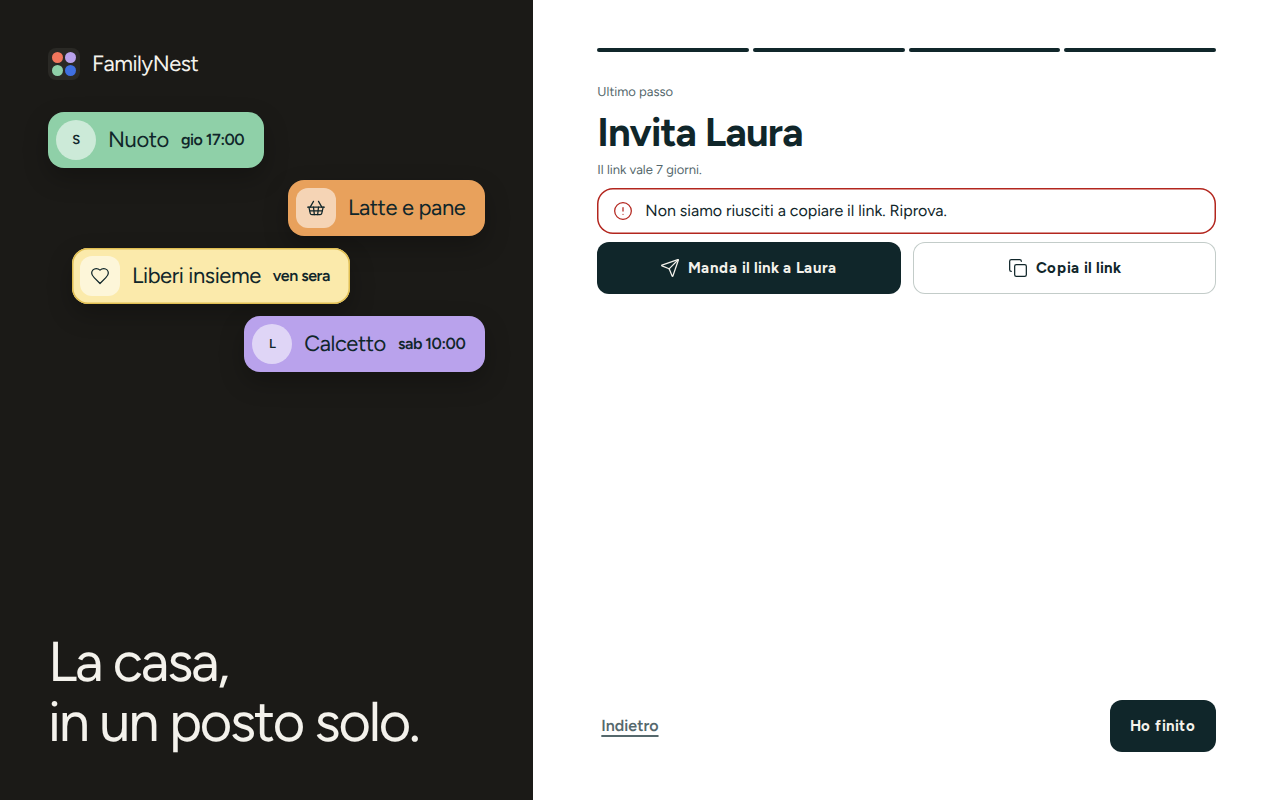 FamilyNest
S Nuoto gio 17:00
Latte e pane
Liberi insieme ven sera
L Calcetto sab 10:00
La casa,
in un posto solo.
Ultimo passo
Invita Laura
Il link vale 7 giorni.
Non siamo riusciti a copiare il link. Riprova.
Manda il link a Laura
Copia il link
Indietro
Ho finito